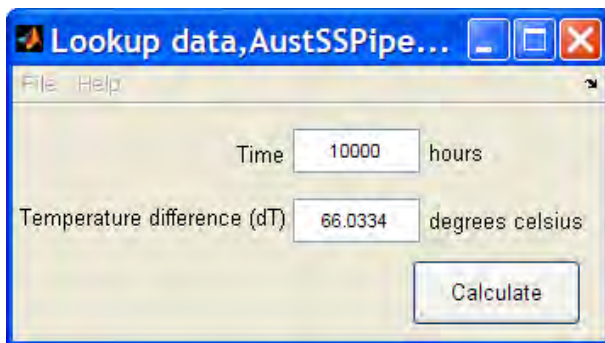 Lookup data,AustSSPipe...
File Help
Time 10000 hours
Temperature difference (dT) 66.0334 degrees celsius
Calculate